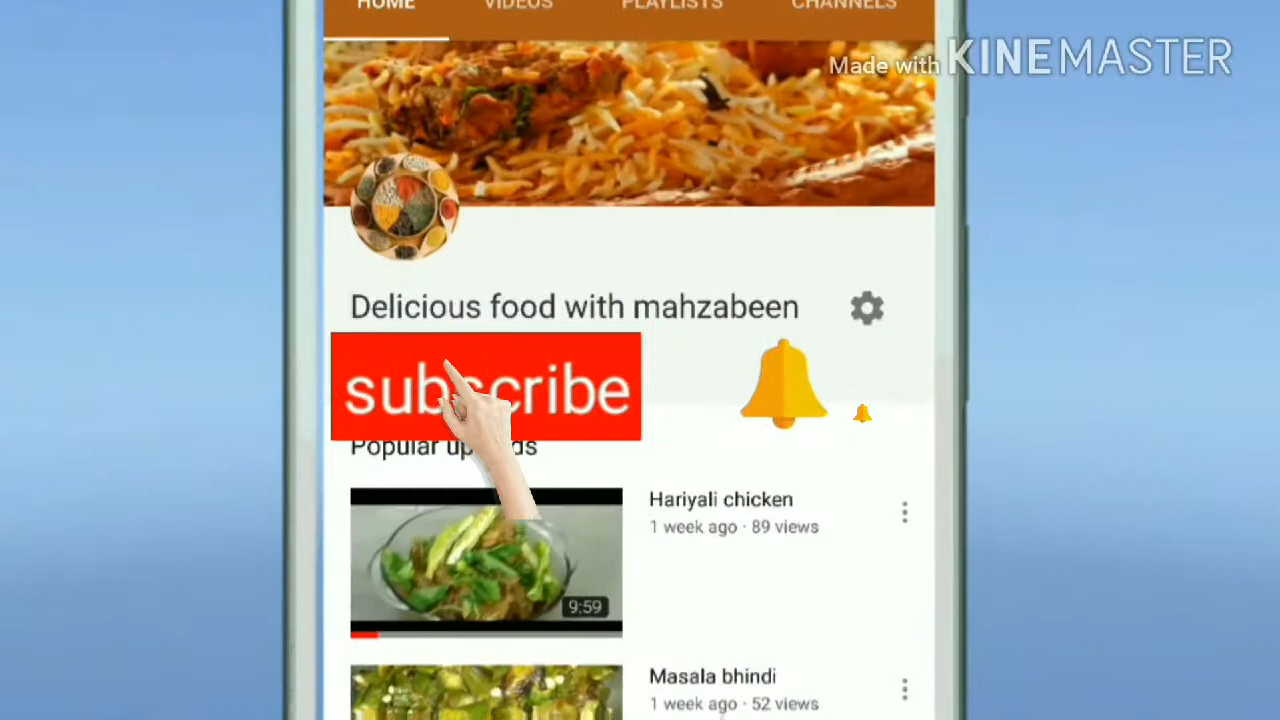 HOME VIDEOS PLAYLISTS CHANNELS
Made with KINEMASTER
Delicious food with mahzabeen
subscribe
Popular
Hariyali chicken
1 week ago · 89 views
9:59
Masala bhindi
1 week ago · 52 views